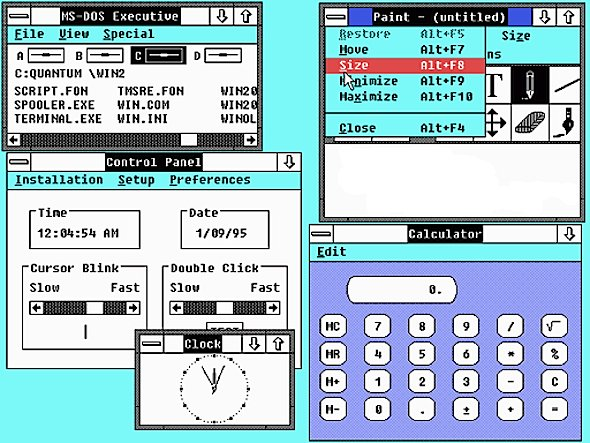 MS-DOS Executive
File View Special
A B C D
C:QUANTUM \WIN2
SCRIPT.FON TMSRE.FON WIN20
SPOOLER.EXE WIN.COM WIN20
TERMINAL.EXE WIN.INI WINOL
Paint - (untitled)
Restore Alt+F5
Move Alt+F7
Size Alt+F8
Minimize Alt+F9
Maximize Alt+F10
Close Alt+F4
Size
ns
T
Control Panel
Installation Setup Preferences
Time
12:04:54 AM
Date
1/09/95
Cursor Blink
Slow Fast
Double Click
Slow Fast
Clock
Calculator
Edit
0.
MC 7 8 9 / √
MR 4 5 6 * %
M+ 1 2 3 - C
M- 0 . ± + =